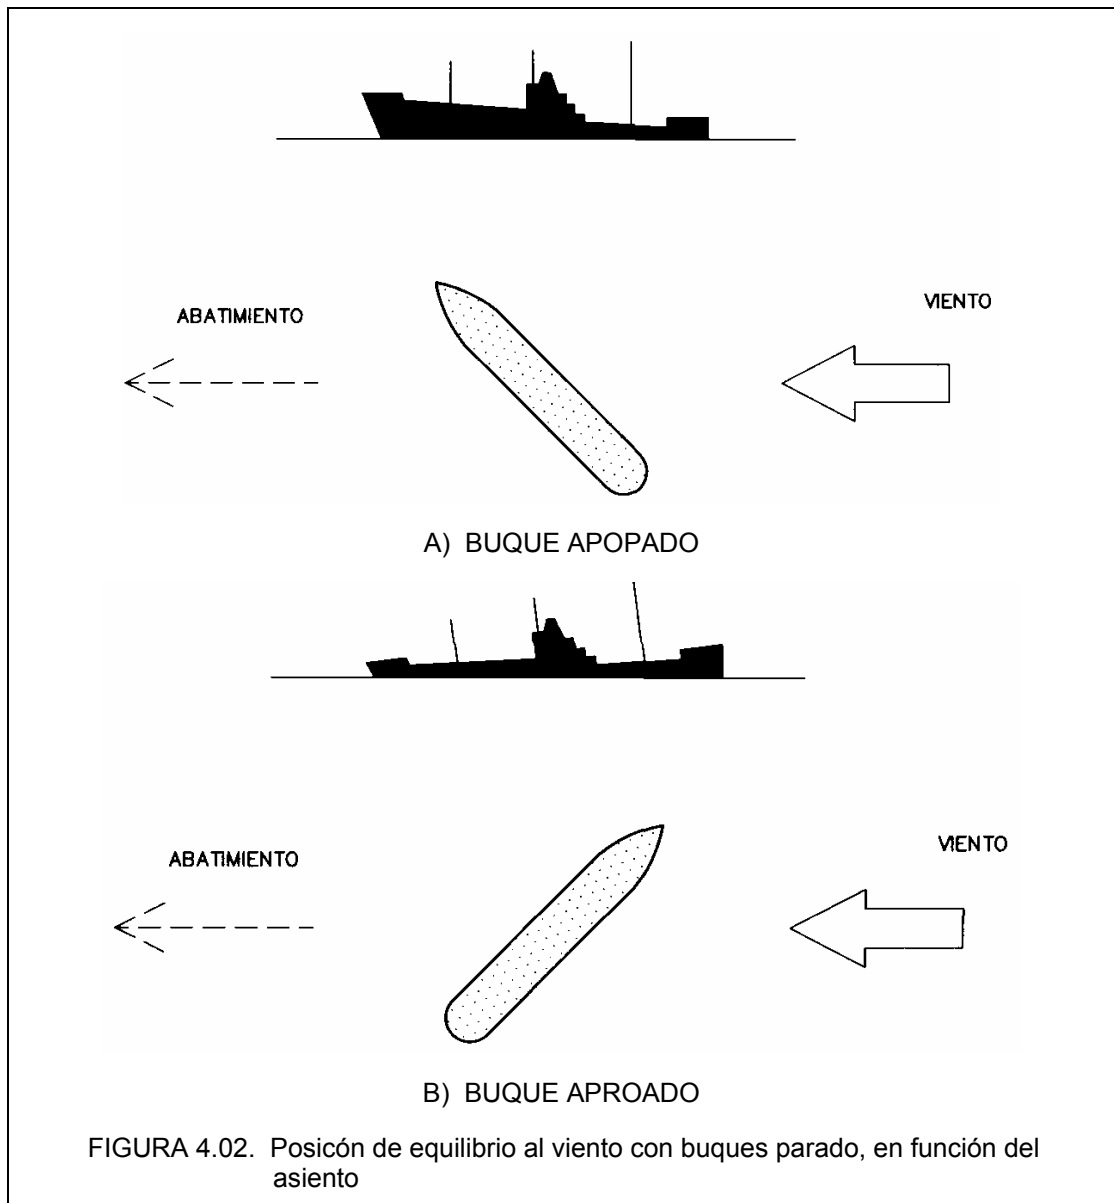 ABATIMIENTO
VIENTO
A) BUQUE APOPADO
ABATIMIENTO
VIENTO
B) BUQUE APROADO
FIGURA 4.02. Posicón de equilibrio al viento con buques parado, en función del
asiento